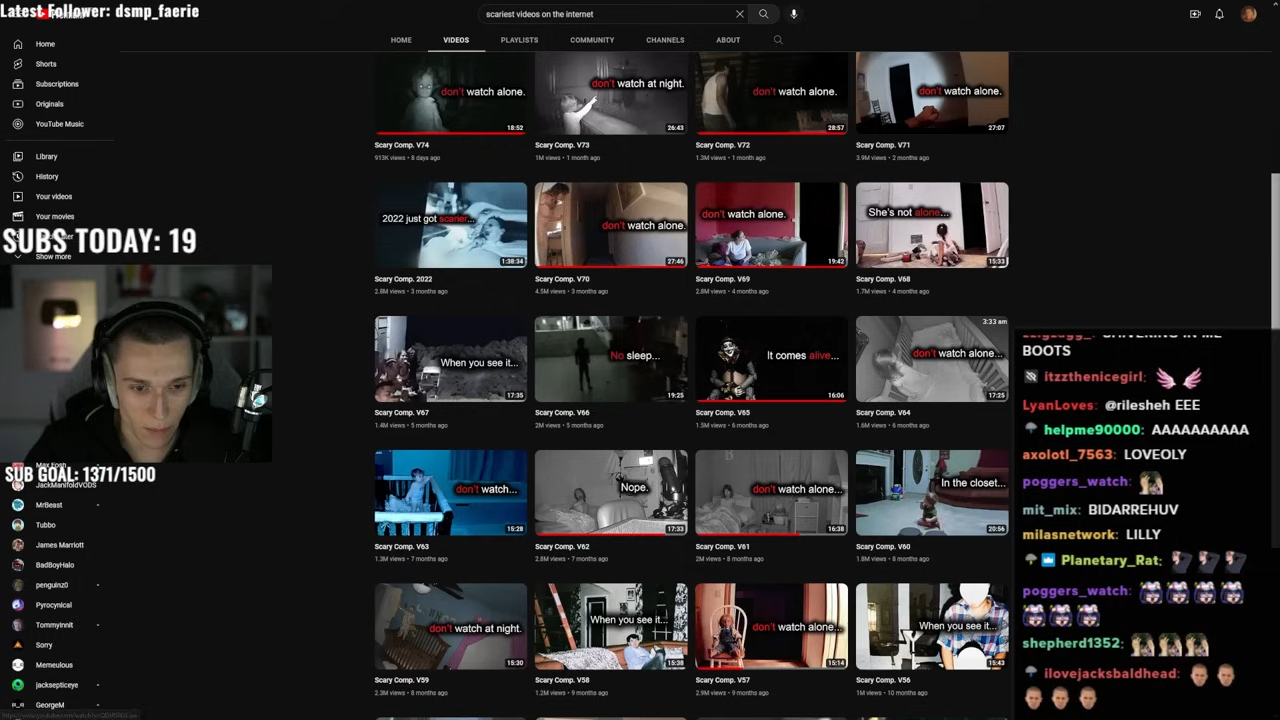 Latest Follower: dsmp_faerie
scariest videos on the internet
HOME
VIDEOS
PLAYLISTS
COMMUNITY
CHANNELS
ABOUT
Home
Shorts
Subscriptions
Originals
YouTube Music
Library
History
Your videos
Your movies
Show more
SUBS TODAY: 19
SUB GOAL: 1371/1500
JackManifoldVODS
MrBeast
Tubbo
James Marriott
BadBoyHalo
penguinz0
Pyrocynical
TommyInnit
Sorry
Memeulous
jacksepticeye
GeorgeM
don't watch alone.
18:52
don't watch at night.
26:43
don't watch alone.
28:57
don't watch alone.
27:07
Scary Comp. V74
913K views • 8 days ago
Scary Comp. V73
1M views • 1 month ago
Scary Comp. V72
1.3M views • 1 month ago
Scary Comp. V71
3.9M views • 2 months ago
2022 just got scarier...
1:38:34
don't watch alone.
27:46
don't watch alone.
19:42
She's not alone...
15:33
Scary Comp. 2022
2.8M views • 3 months ago
Scary Comp. V70
4.5M views • 3 months ago
Scary Comp. V69
2.8M views • 4 months ago
Scary Comp. V68
1.7M views • 4 months ago
When you see it...
17:35
No sleep...
19:25
It comes alive...
16:06
3:33 am
don't watch alone...
17:25
Scary Comp. V67
1.4M views • 5 months ago
Scary Comp. V66
2M views • 5 months ago
Scary Comp. V65
1.5M views • 6 months ago
Scary Comp. V64
1.6M views • 6 months ago
don't watch...
15:28
Nope.
17:33
don't watch alone...
16:38
In the closet...
20:56
Scary Comp. V63
1.3M views • 7 months ago
Scary Comp. V62
2.8M views • 7 months ago
Scary Comp. V61
2M views • 8 months ago
Scary Comp. V60
1.8M views • 8 months ago
don't watch at night.
15:30
When you see it...
15:38
don't watch alone...
15:14
When you see it...
15:43
Scary Comp. V59
2.3M views • 8 months ago
Scary Comp. V58
1.2M views • 9 months ago
Scary Comp. V57
2.9M views • 9 months ago
Scary Comp. V56
1M views • 10 months ago
BOOTS
itzzthenicegirl:
LyanLoves: @rilesheh EEE
helpme90000: AAAAAAAAAA
axolotl_7563: LOVEOLY
poggers_watch:
mit_mix: BIDARREHUV
milasnetwork: LILLY
Planetary_Rat:
poggers_watch:
shepherd1352:
ilovejacksbaldhead: